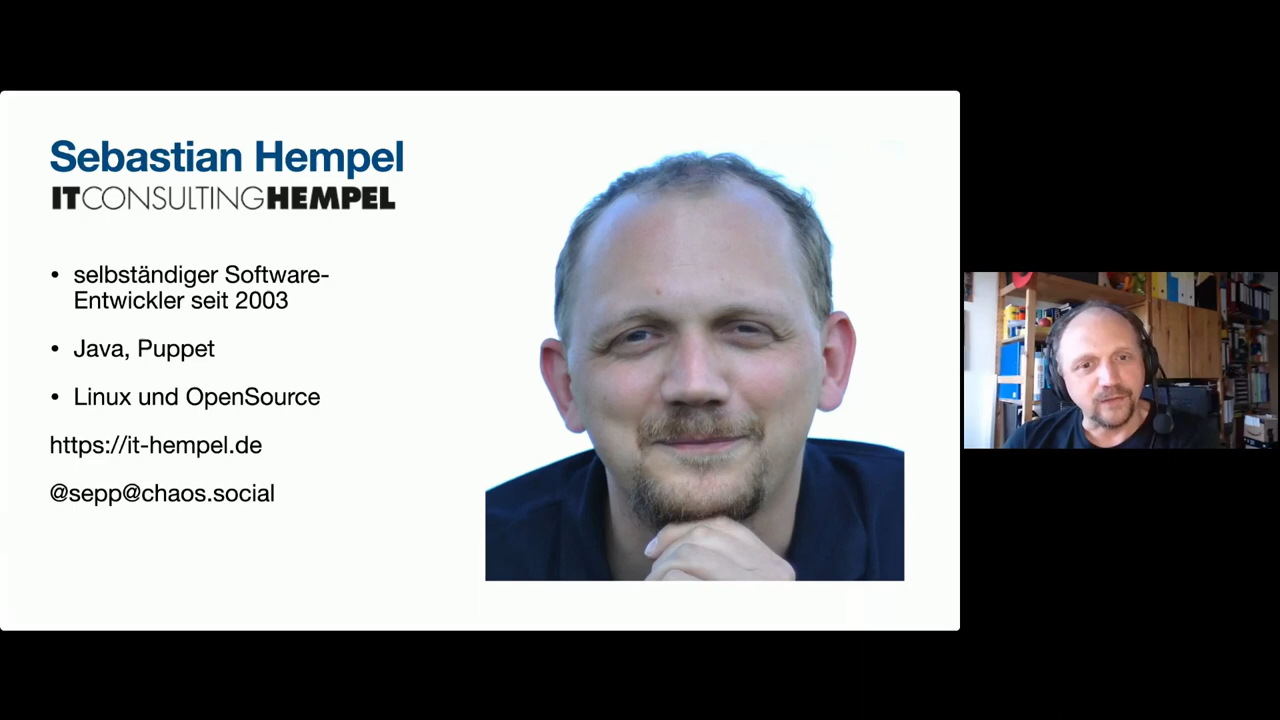 Sebastian Hempel
ITCONSULTINGHEMPEL
• selbständiger Software-
Entwickler seit 2003
• Java, Puppet
• Linux und OpenSource
https://it-hempel.de
@sepp@chaos.social